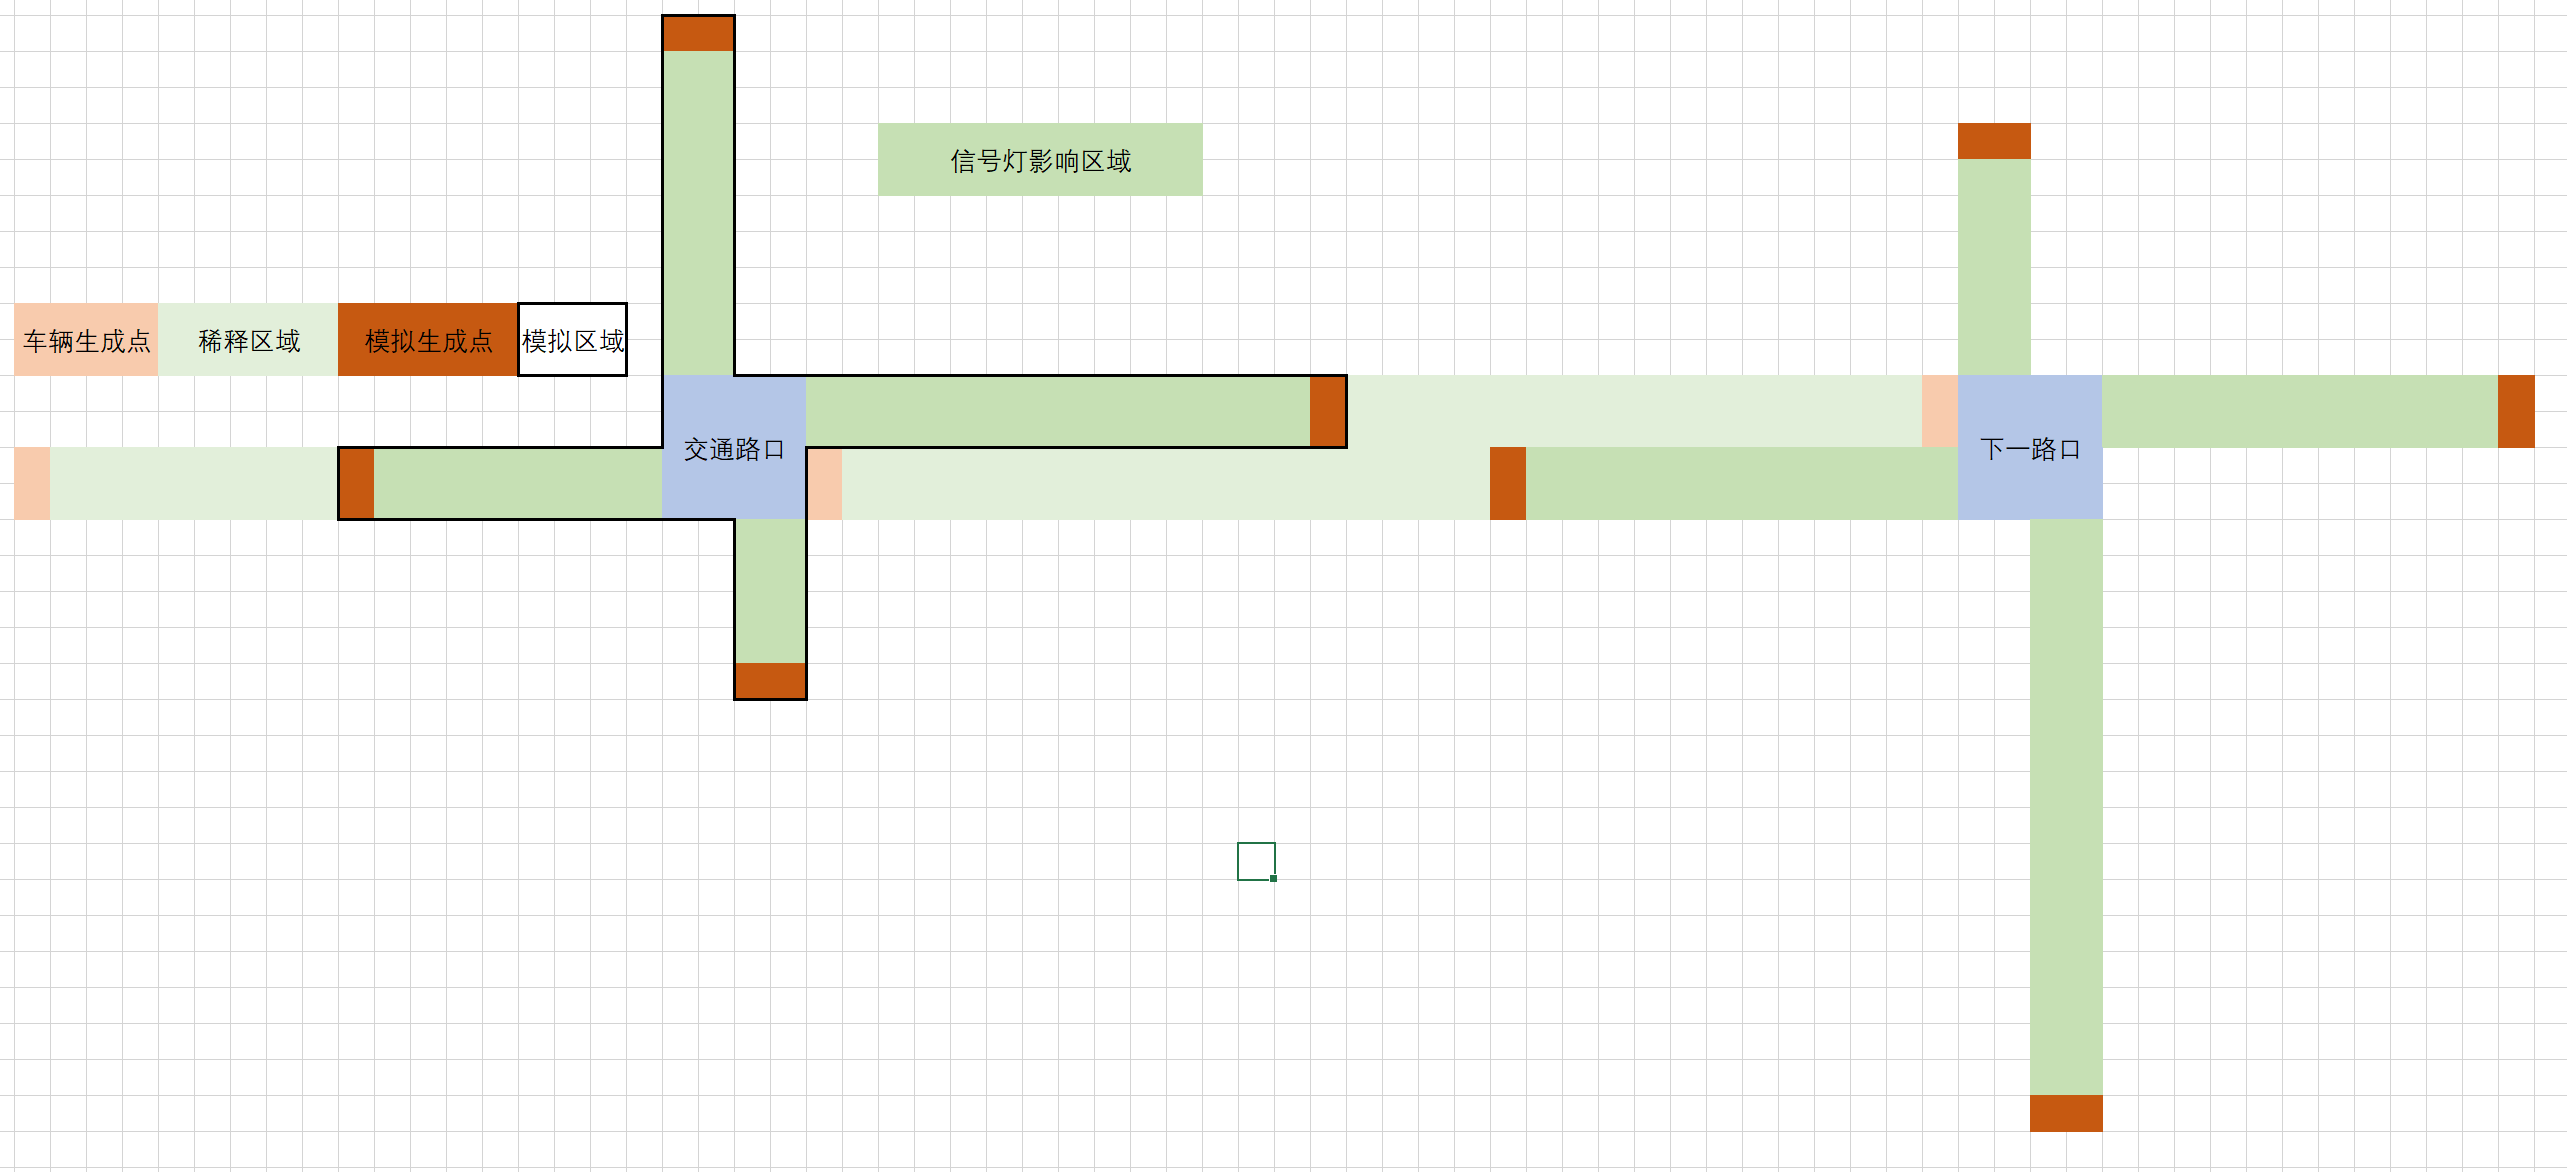 信号灯影响区域
车辆生成点
稀释区域
模拟生成点
模拟区域
交通路口
下一路口